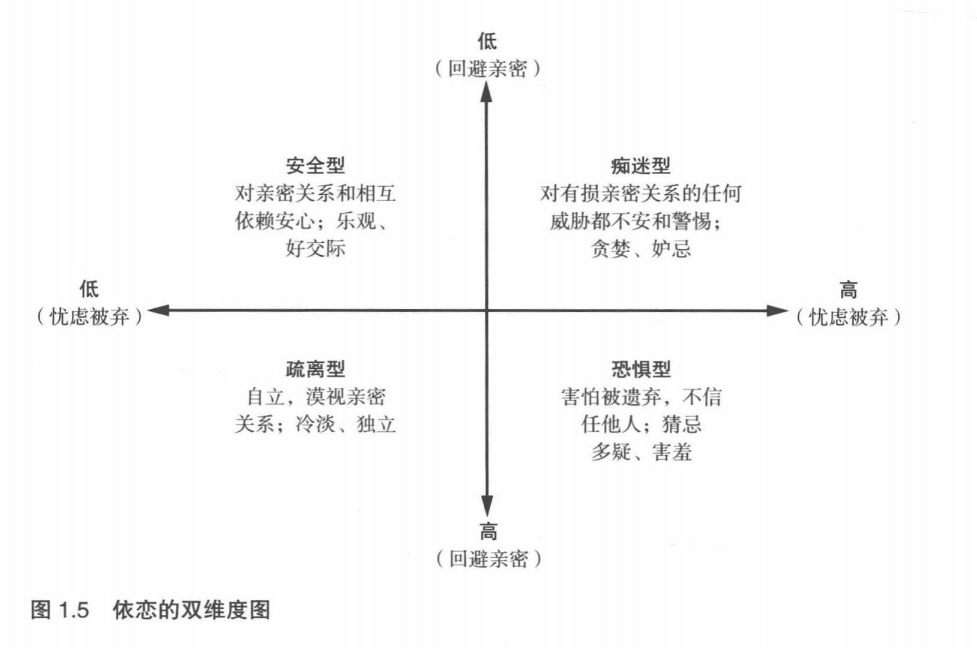 低
（回避亲密）
安全型
对亲密关系和相互
依赖安心；乐观、
好交际
痴迷型
对有损亲密关系的任何
威胁都不安和警惕；
贪婪、妒忌
低
（忧虑被弃）
高
（忧虑被弃）
疏离型
自立，漠视亲密
关系；冷淡、独立
恐惧型
害怕被遗弃，不信
任他人；猜忌
多疑、害羞
高
（回避亲密）
图 1.5 依恋的双维度图